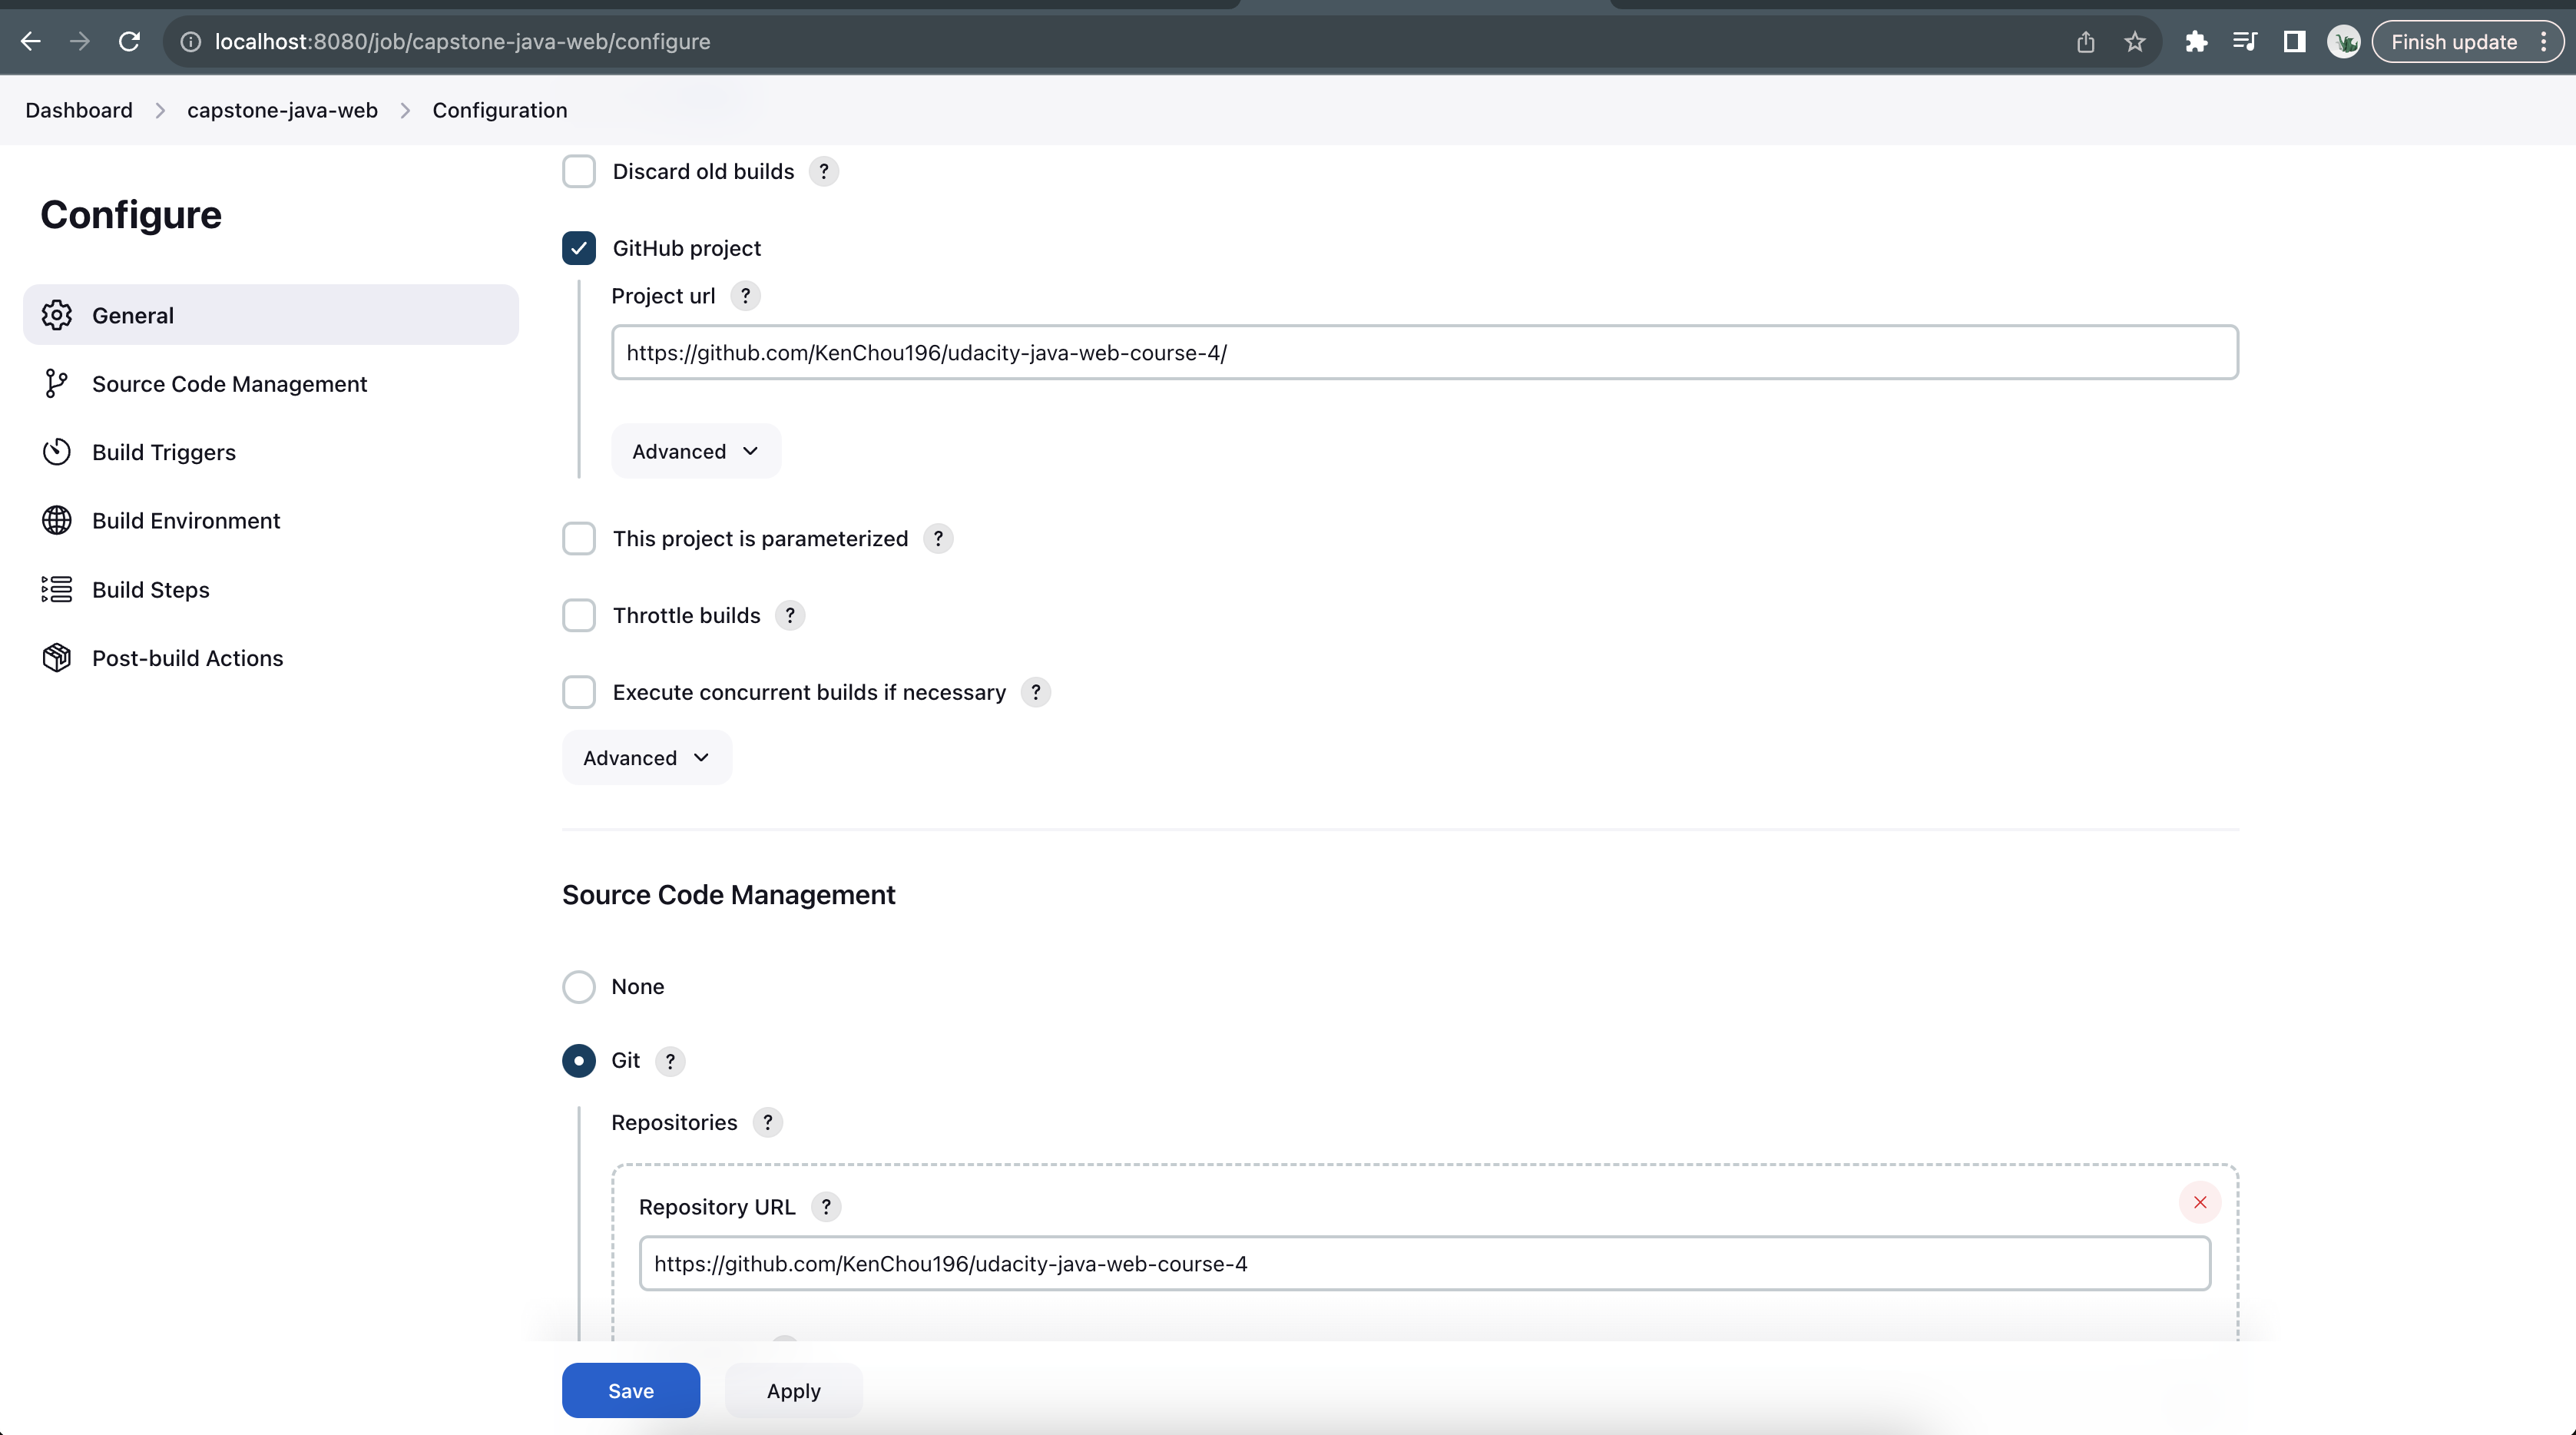 localhost:8080/job/capstone-java-web/configure
Finish update
Dashboard > capstone-java-web > Configuration
Configure
General
Source Code Management
Build Triggers
Build Environment
Build Steps
Post-build Actions
Discard old builds ?
GitHub project
Project url ?
https://github.com/KenChou196/udacity-java-web-course-4/
Advanced
This project is parameterized ?
Throttle builds ?
Execute concurrent builds if necessary ?
Advanced
Source Code Management
None
Git ?
Repositories ?
Repository URL ?
https://github.com/KenChou196/udacity-java-web-course-4
Save
Apply